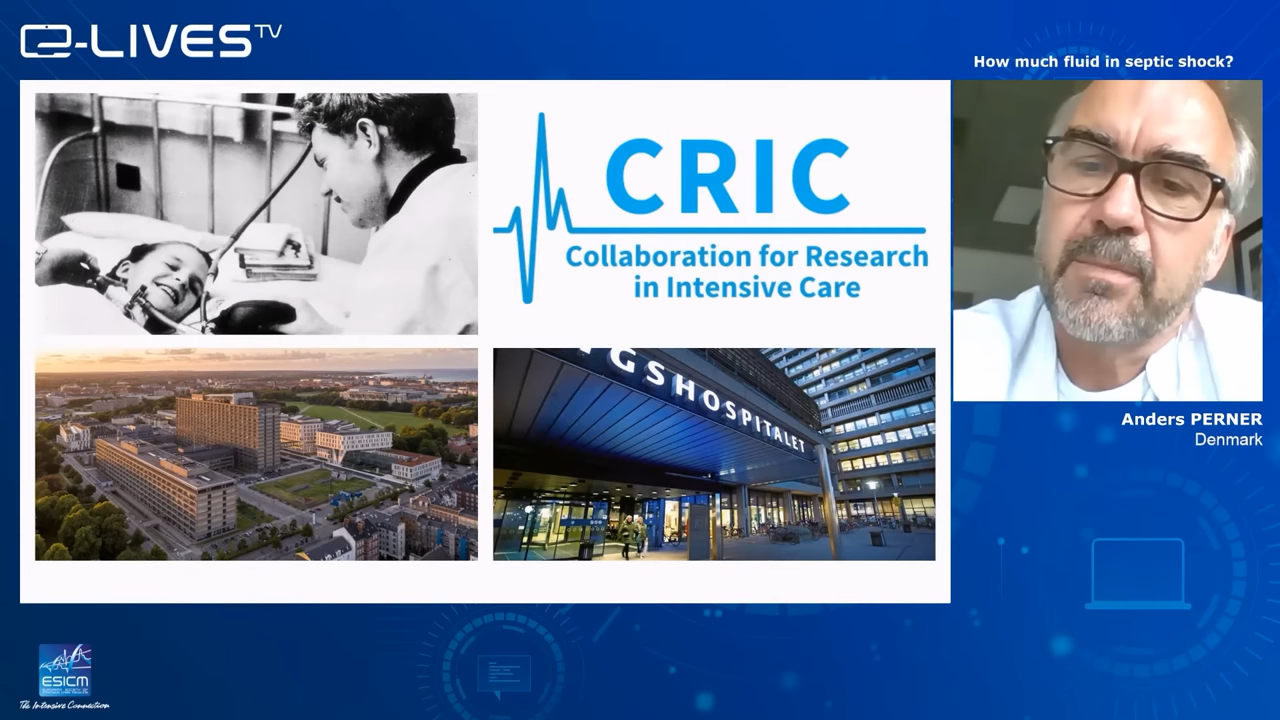 e-LIVES TV
How much fluid in septic shock?
CRIC
Collaboration for Research
in Intensive Care
GSHOSPITALET
Anders PERNER
Denmark
ESICM
The Intensive Connection